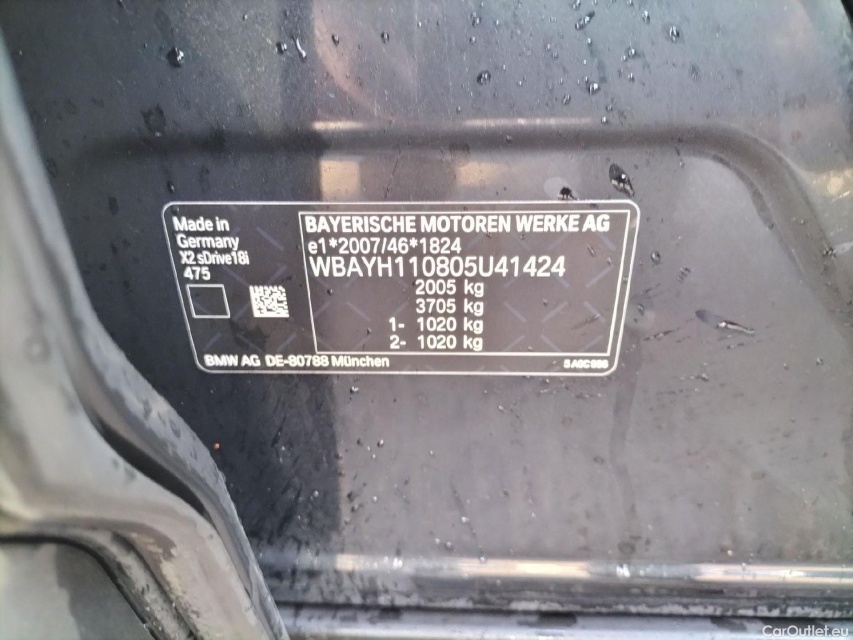 Made in
Germany
X2 sDrive18i
475
BAYERISCHE MOTOREN WERKE AG
e1*2007/46*1824
WBAYH110805U41424
2005 kg
3705 kg
1- 1020 kg
2- 1020 kg
BMW AG DE-80788 München
CarOutlet.eu